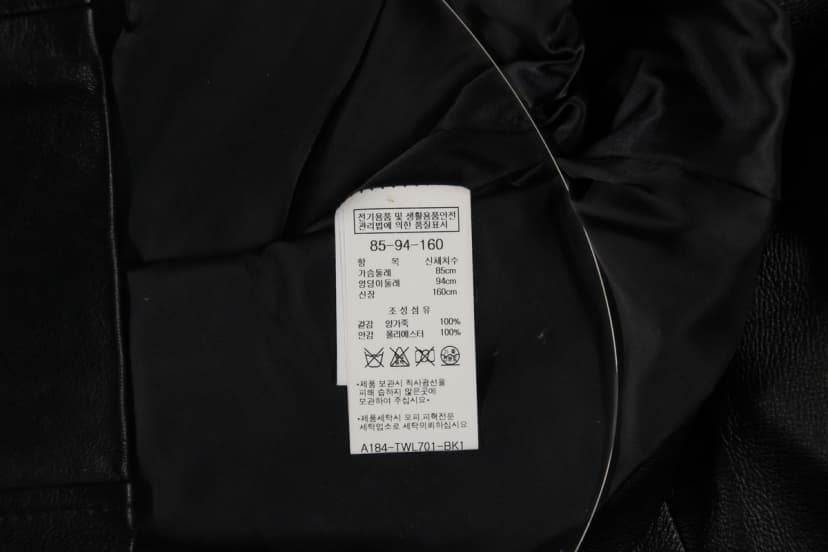 전기용품 및 생활용품안전
관리법에 의한 품질표시
85-94-160
항 목 신체치수
가슴둘레 85cm
엉덩이둘레 94cm
신장 160cm
조성섬유
겉감 양가죽 100%
안감 폴리에스터 100%
•제품 보관시 직사광선을
피해 습하지 않은곳에
보관하여 주십시요•
•제품세탁시 모피,피혁전문
세탁업소로 세탁의뢰하십시요
A184-TWL701-BK1